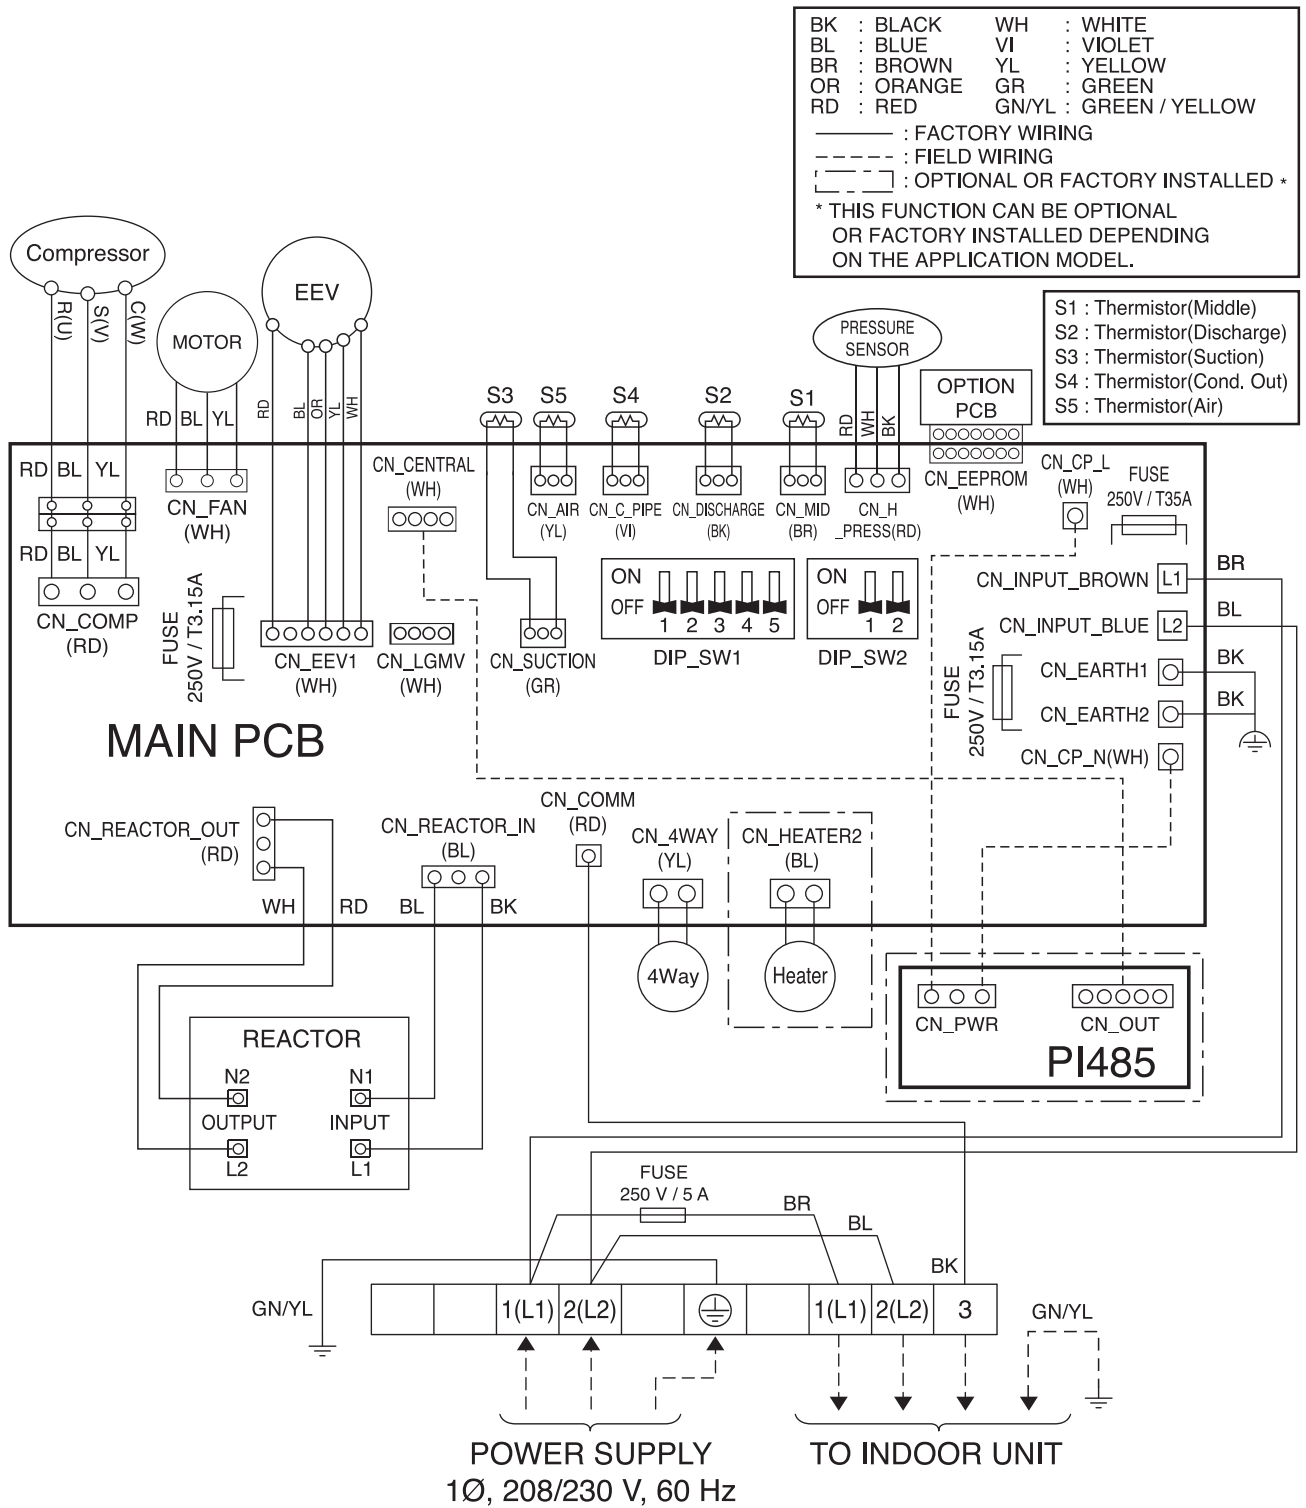 BK : BLACK WH : WHITE
BL : BLUE VI : VIOLET
BR : BROWN YL : YELLOW
OR : ORANGE GR : GREEN
RD : RED GN/YL : GREEN / YELLOW
: FACTORY WIRING
: FIELD WIRING
: OPTIONAL OR FACTORY INSTALLED *
* THIS FUNCTION CAN BE OPTIONAL
OR FACTORY INSTALLED DEPENDING
ON THE APPLICATION MODEL.
S1 : Thermistor(Middle)
S2 : Thermistor(Discharge)
S3 : Thermistor(Suction)
S4 : Thermistor(Cond. Out)
S5 : Thermistor(Air)
Compressor
R(U)
S(V)
C(W)
MOTOR
RD BL YL
EEV
RD
BL
OR
YL
WH
S3 S5 S4 S2 S1
PRESSURE
SENSOR
RD
WH
BK
OPTION
PCB
RD BL YL
RD BL YL
CN_COMP
(RD)
CN_FAN
(WH)
FUSE
250V / T3.15A
CN_EEV1
(WH)
CN_CENTRAL
(WH)
CN_LGMV
(WH)
CN_SUCTION
(GR)
CN_AIR
(YL)
CN_C_PIPE
(VI)
CN_DISCHARGE
(BK)
CN_MID
(BR)
CN_H
_PRESS(RD)
CN_EEPROM
(WH)
CN_CP_L
(WH)
FUSE
250V / T35A
ON
OFF
1 2 3 4 5
DIP_SW1
ON
OFF
1 2
DIP_SW2
CN_INPUT_BROWN L1 BR
CN_INPUT_BLUE L2 BL
CN_EARTH1 BK
CN_EARTH2 BK
CN_CP_N(WH)
FUSE
250V / T3.15A
MAIN PCB
CN_REACTOR_OUT
(RD)
CN_REACTOR_IN
(BL)
CN_COMM
(RD)
CN_4WAY
(YL)
CN_HEATER2
(BL)
WH RD BL BK
4Way
Heater
CN_PWR CN_OUT
PI485
REACTOR
N2 N1
OUTPUT INPUT
L2 L1
FUSE
250 V / 5 A
BR
BL
BK
GN/YL
1(L1) 2(L2) 1(L1) 2(L2) 3
GN/YL
POWER SUPPLY
1Ø, 208/230 V, 60 Hz
TO INDOOR UNIT